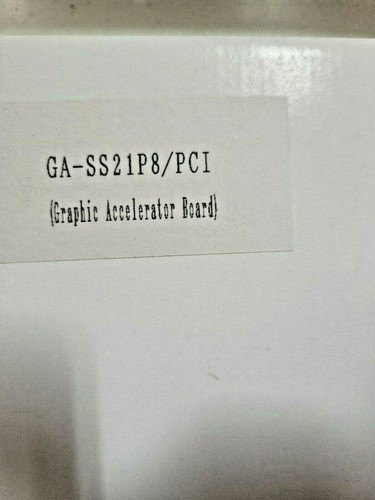 GA-SS21P8/PCI
(Graphic Accelerator Board)